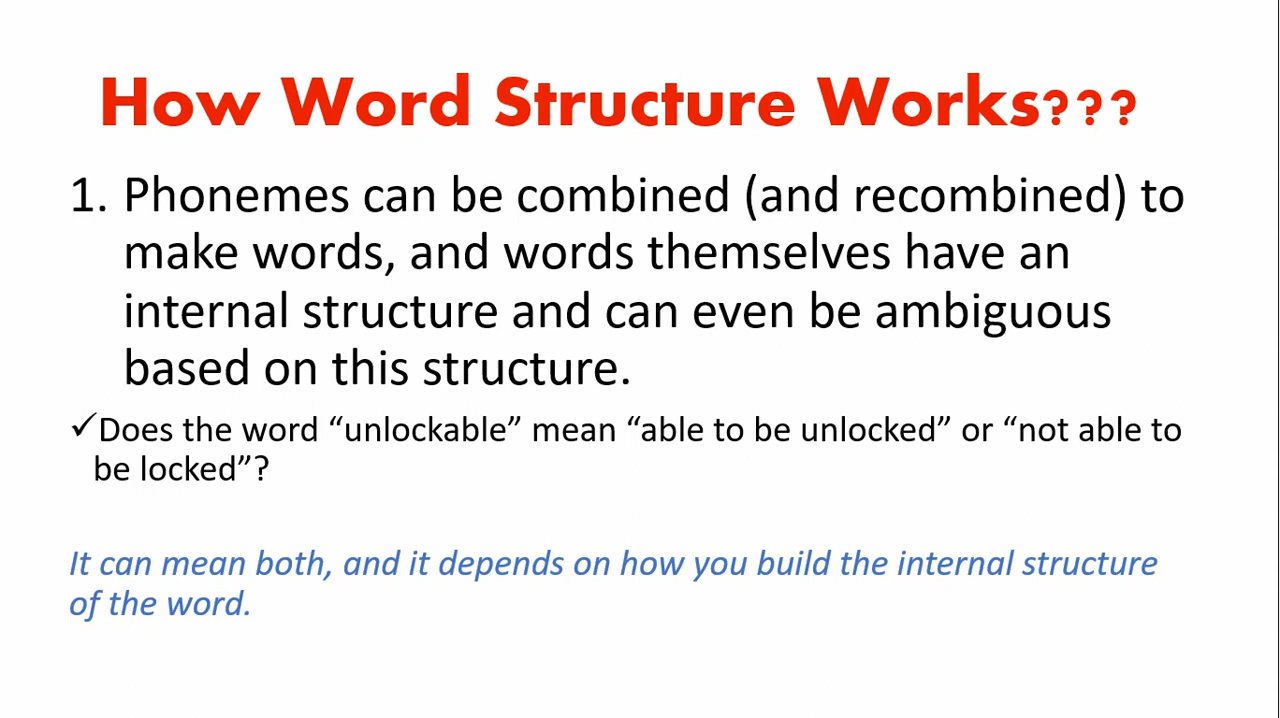 How Word Structure Works???
1. Phonemes can be combined (and recombined) to
make words, and words themselves have an
internal structure and can even be ambiguous
based on this structure.
✓Does the word “unlockable” mean “able to be unlocked” or “not able to
be locked”?
It can mean both, and it depends on how you build the internal structure
of the word.